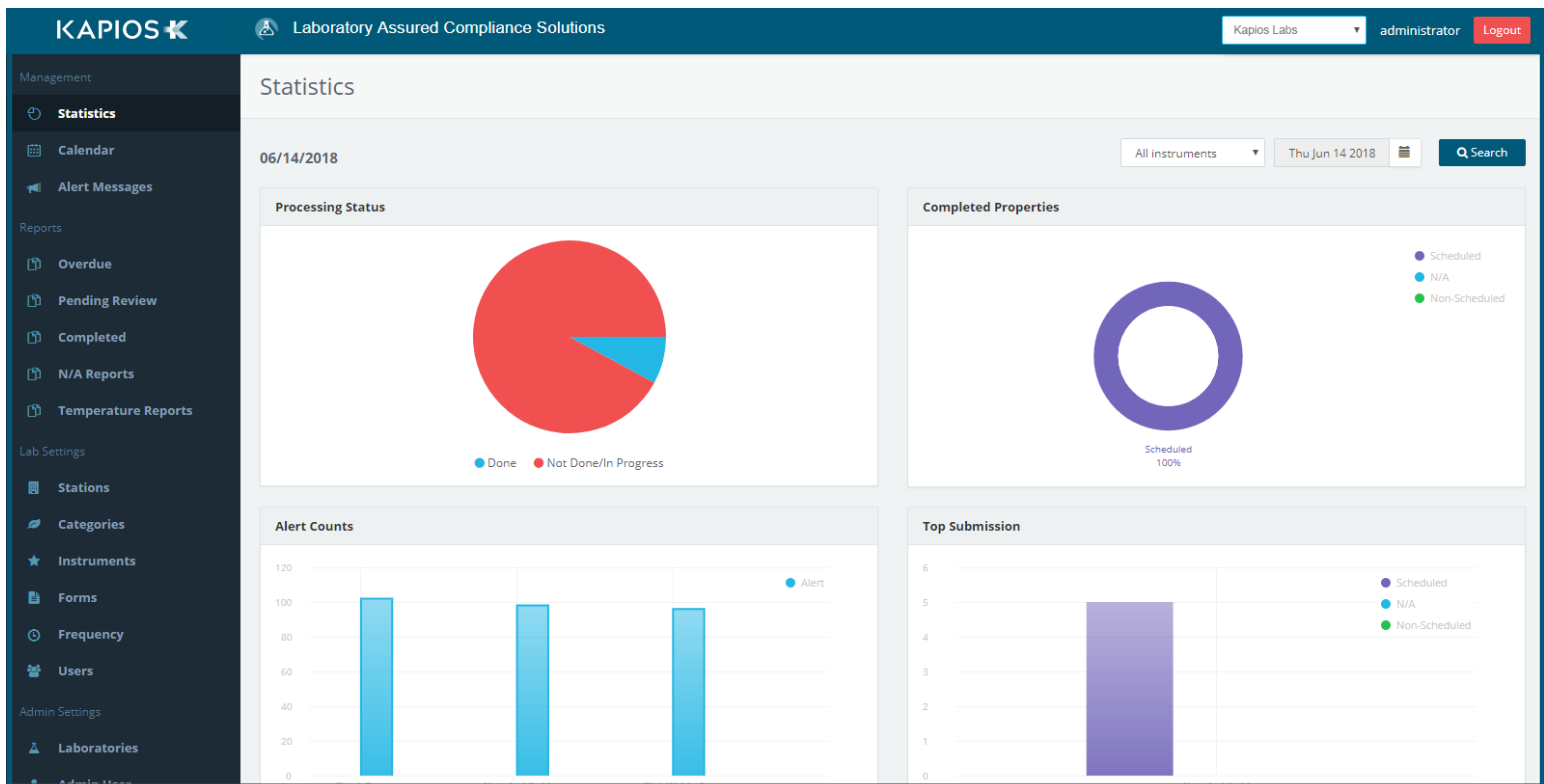 KAPIOS
Laboratory Assured Compliance Solutions
Kapios Labs
administrator
Logout
Management
Statistics
Calendar
Alert Messages
Reports
Overdue
Pending Review
Completed
N/A Reports
Temperature Reports
Lab Settings
Stations
Categories
Instruments
Forms
Frequency
Users
Admin Settings
Laboratories
Statistics
06/14/2018
All instruments
Thu Jun 14 2018
Search
Processing Status
Done
Not Done/In Progress
Completed Properties
Scheduled
N/A
Non-Scheduled
Scheduled
100%
Alert Counts
120
100
80
60
40
20
0
Alert
Top Submission
6
5
4
3
2
1
0
Scheduled
N/A
Non-Scheduled